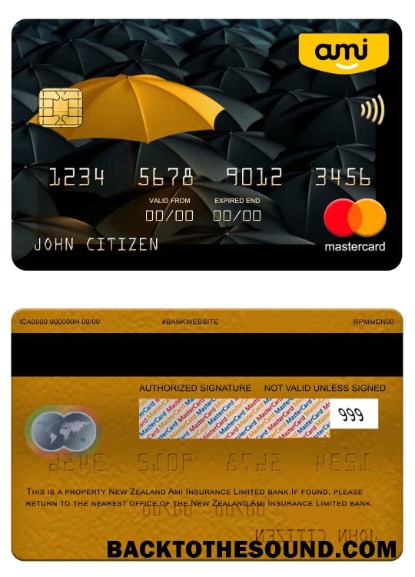 ami
1234 5678 9012 3456
VALID FROM EXPIRED END
00/00 00/00
JOHN CITIZEN
mastercard
ICA0000 000000H 00/00 #BANKWEBSITE RPMMCN00
AUTHORIZED SIGNATURE NOT VALID UNLESS SIGNED
999
THIS IS A PROPERTY NEW ZEALAND AMI INSURANCE LIMITED BANK.IF FOUND, PLEASE
RETURN TO THE NEAREST OFFICE OF THE NEW ZEALAND AMI INSURANCE LIMITED BANK.
BACKTOTHESOUND.COM